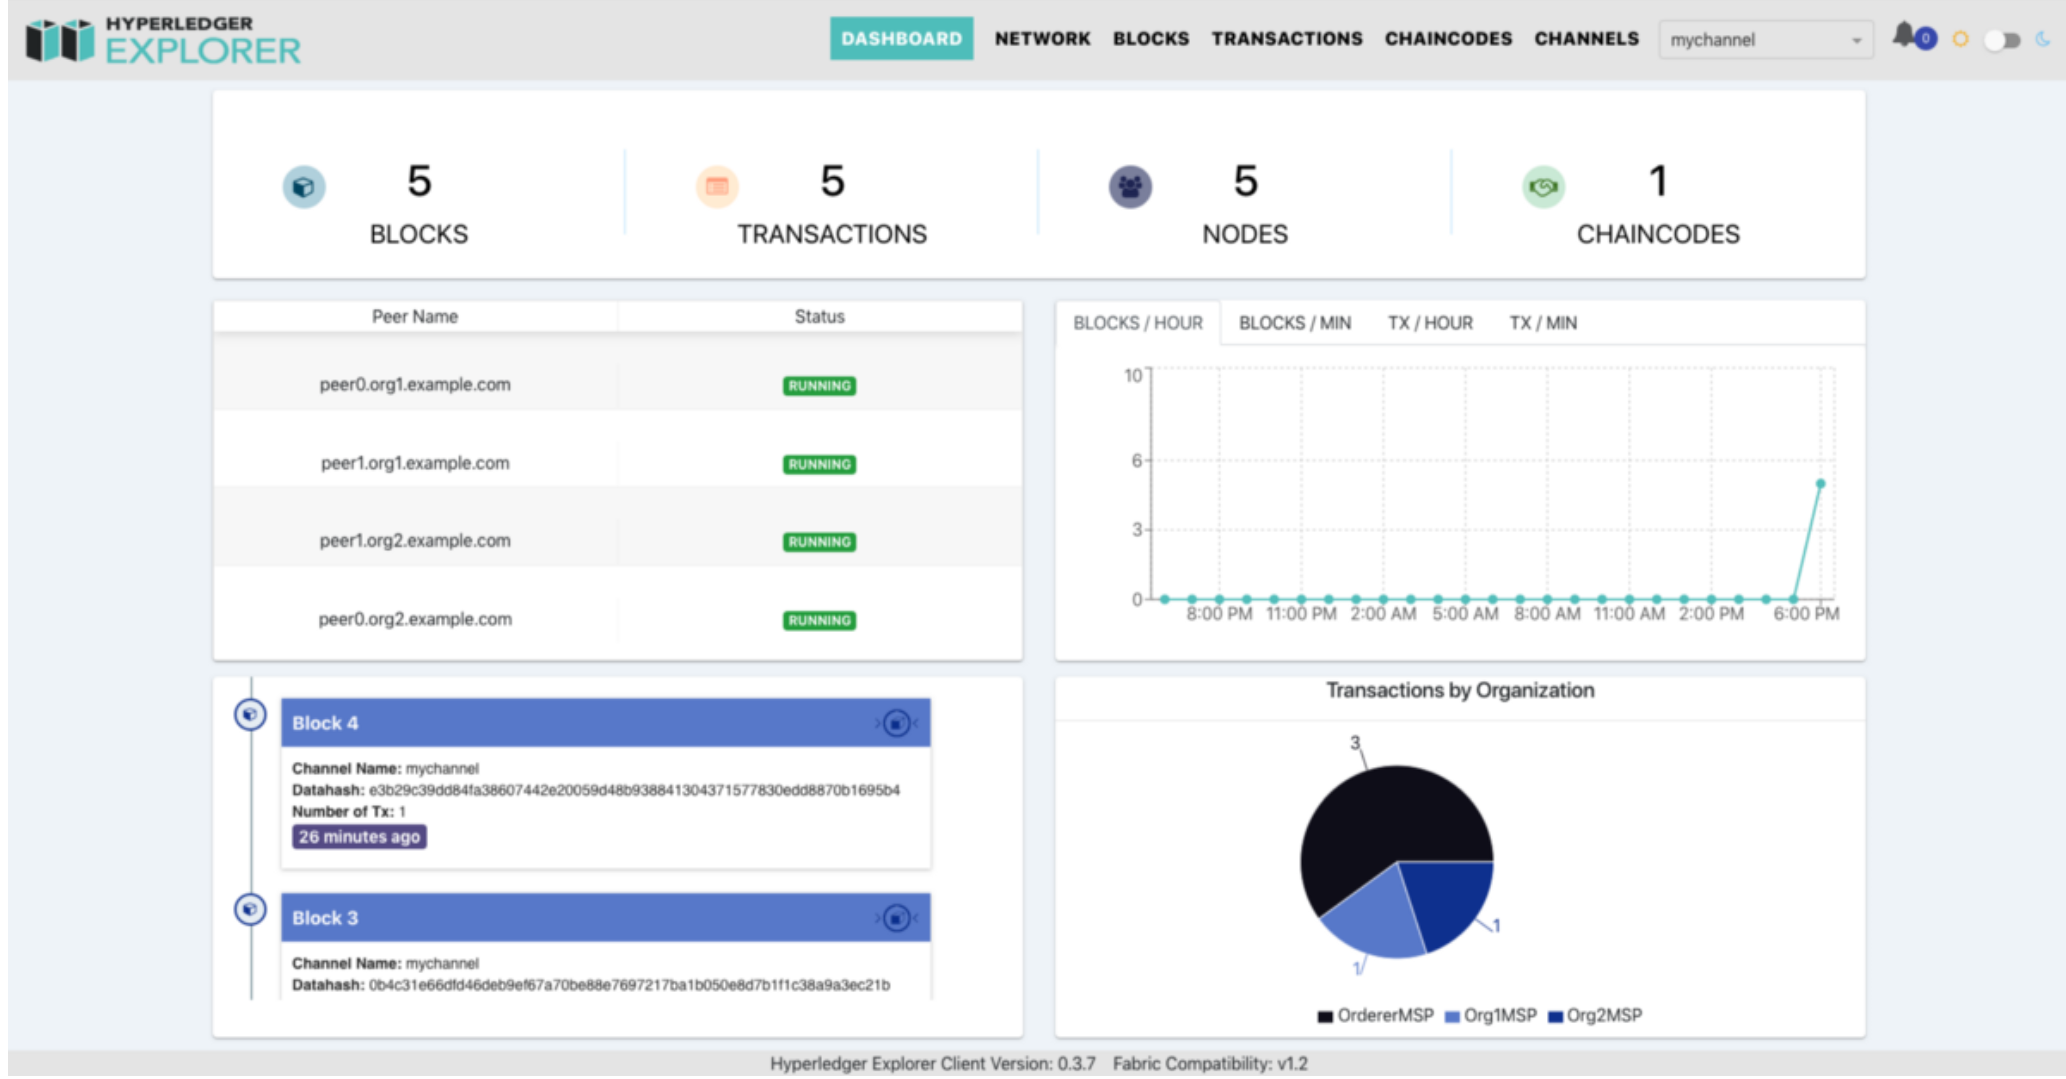 HYPERLEDGER
EXPLORER
DASHBOARD NETWORK BLOCKS TRANSACTIONS CHAINCODES CHANNELS mychannel 0
5 5 5 1
BLOCKS TRANSACTIONS NODES CHAINCODES
Peer Name Status
peer0.org1.example.com RUNNING
peer1.org1.example.com RUNNING
peer1.org2.example.com RUNNING
peer0.org2.example.com RUNNING
BLOCKS / HOUR BLOCKS / MIN TX / HOUR TX / MIN
10
6
3
0
8:00 PM 11:00 PM 2:00 AM 5:00 AM 8:00 AM 11:00 AM 2:00 PM 6:00 PM
Block 4
Channel Name: mychannel
Datahash: e3b29c39dd84fa38607442e20059d48b938841304371577830edd8870b1695b4
Number of Tx: 1
26 minutes ago
Block 3
Channel Name: mychannel
Datahash: 0b4c31e66dfd46deb9ef67a70be88e7697217ba1b050e8d7b1f1c38a9a3ec21b
Transactions by Organization
3
1
1
OrdererMSP Org1MSP Org2MSP
Hyperledger Explorer Client Version: 0.3.7 Fabric Compatibility: v1.2